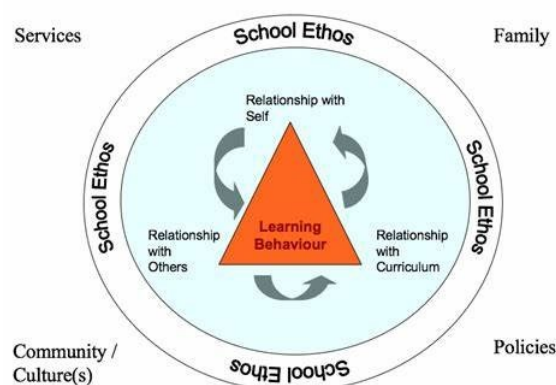 Services
School Ethos
Family
Relationship with
Self
School Ethos
School Ethos
Learning
Behaviour
Relationship
with
Others
Relationship
with
Curriculum
Community /
Culture(s)
School Ethos
Policies